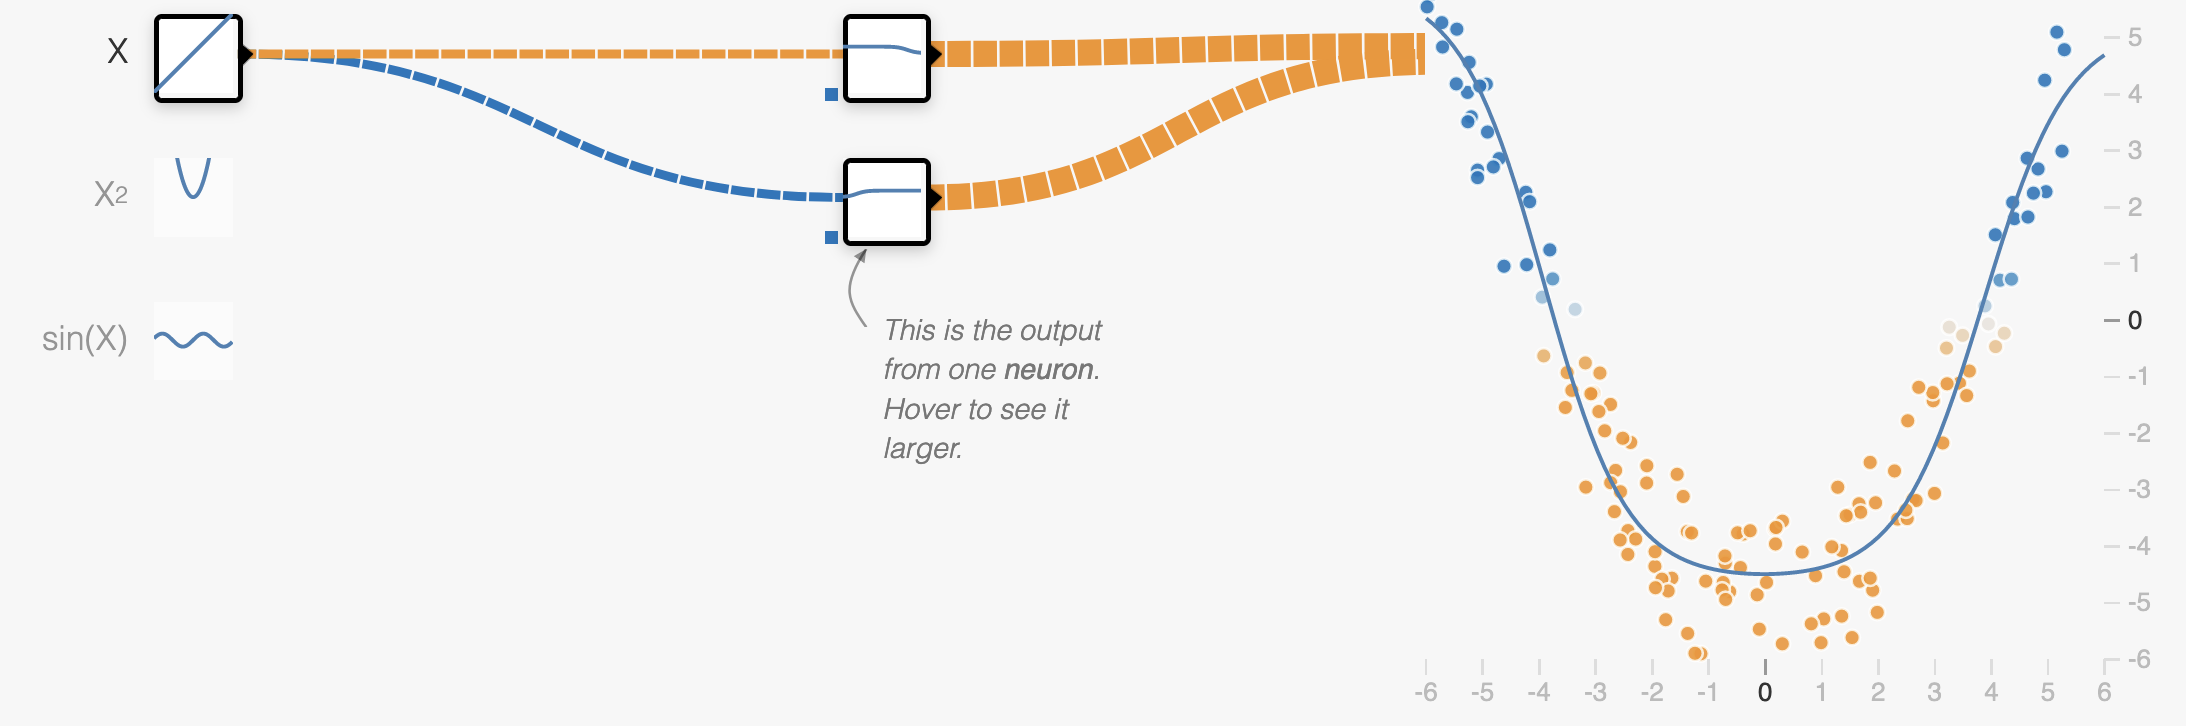 X
X2
sin(X)
This is the output
from one neuron.
Hover to see it
larger.
5
4
3
2
1
0
-1
-2
-3
-4
-5
-6
-6 -5 -4 -3 -2 -1 0 1 2 3 4 5 6